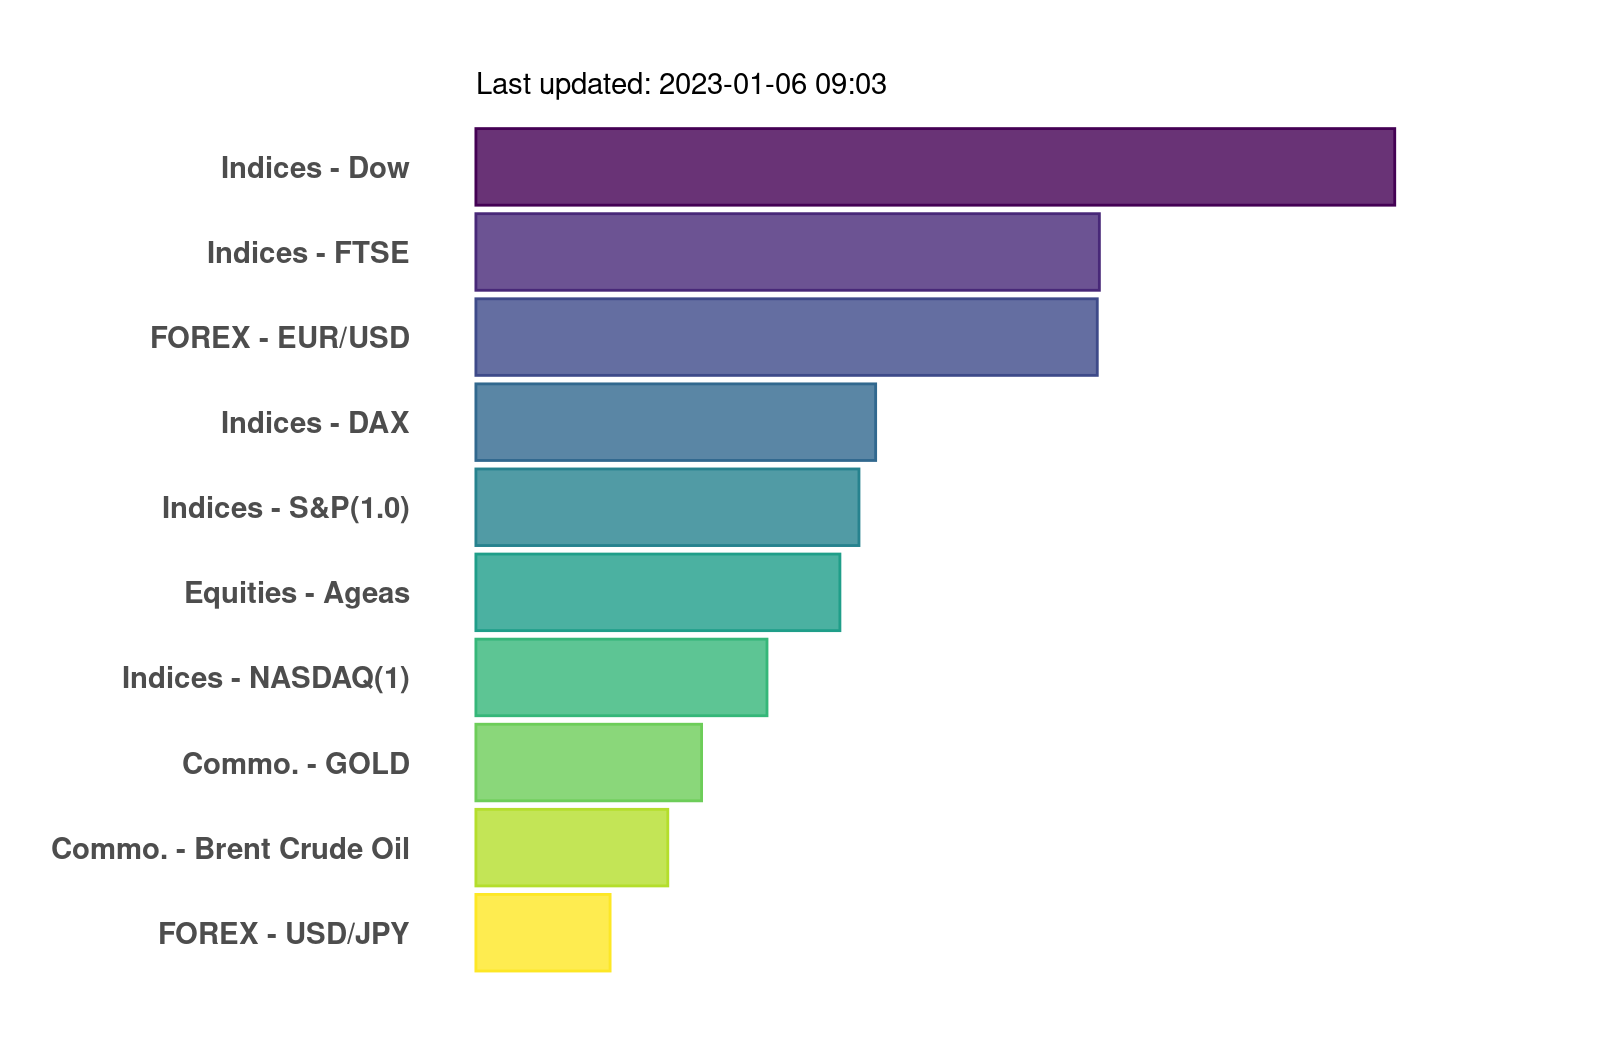 Last updated: 2023-01-06 09:03
Indices - Dow
Indices - FTSE
FOREX - EUR/USD
Indices - DAX
Indices - S&P(1.0)
Equities - Ageas
Indices - NASDAQ(1)
Commo. - GOLD
Commo. - Brent Crude Oil
FOREX - USD/JPY